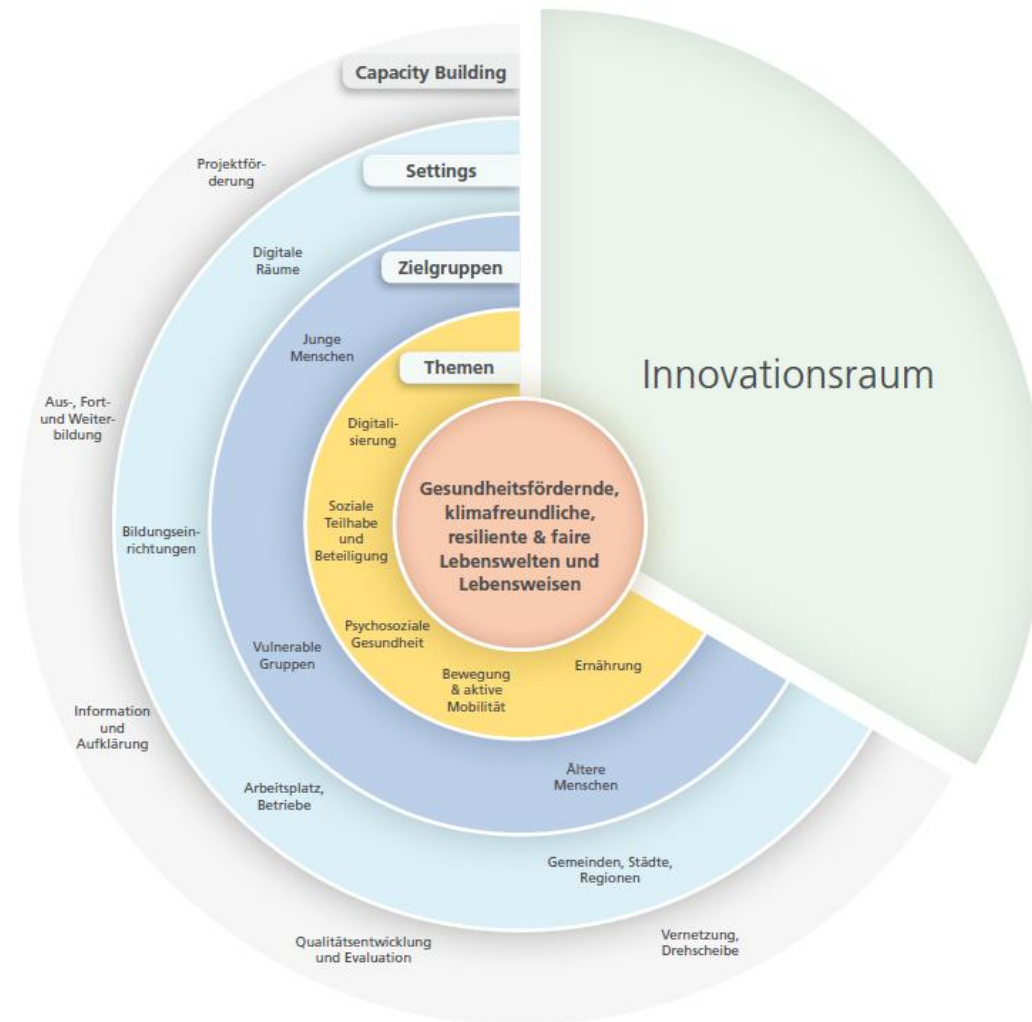 Capacity Building
Projektför-
derung
Aus-, Fort-
und Weiter-
bildung
Information
und
Aufklärung
Qualitätsentwicklung
und Evaluation
Vernetzung,
Drehscheibe
Settings
Digitale
Räume
Bildungsein-
richtungen
Arbeitsplatz,
Betriebe
Gemeinden, Städte,
Regionen
Zielgruppen
Junge
Menschen
Vulnerable
Gruppen
Ältere
Menschen
Themen
Digitali-
sierung
Soziale
Teilhabe
und
Beteiligung
Psychosoziale
Gesundheit
Bewegung
& aktive
Mobilität
Ernährung
Gesundheitsfördernde,
klimafreundliche,
resiliente & faire
Lebenswelten und
Lebensweisen
Innovationsraum